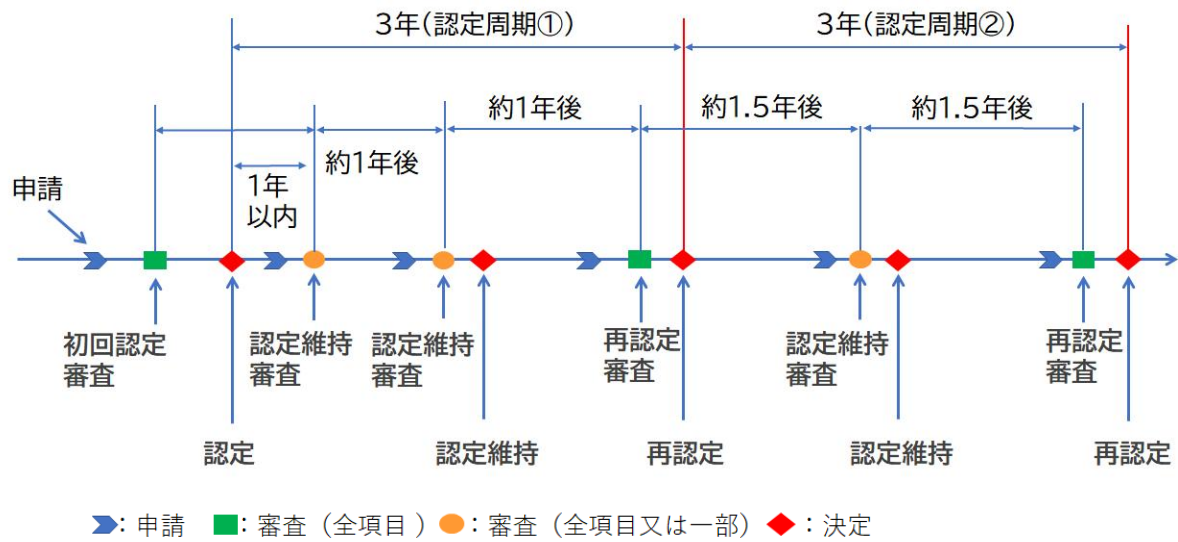 3年(認定周期①)
3年(認定周期②)
約1年後
約1.5年後
約1.5年後
約1年後
1年
以内
申請
初回認定
審査
認定維持
審査
認定維持
審査
再認定
審査
認定維持
審査
再認定
審査
認定
認定維持
再認定
認定維持
再認定
：申請
：審査（全項目）
：審査（全項目又は一部）
：決定